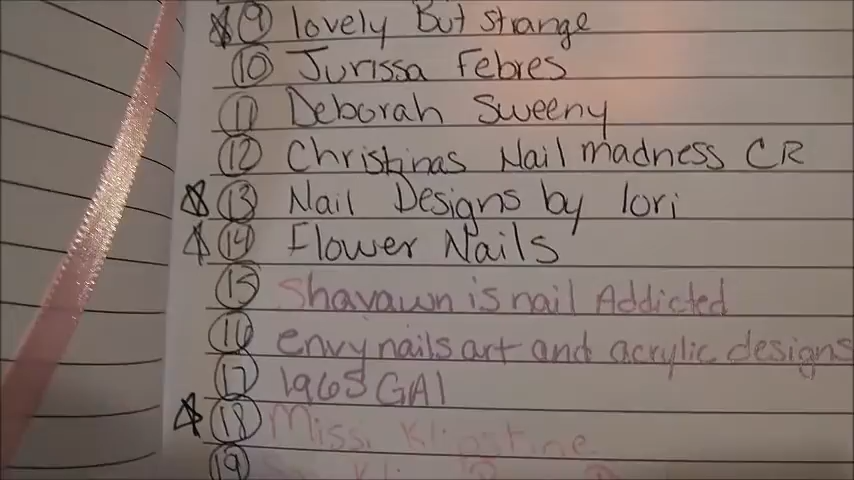 9 lovely But strange
10 Jurissa Febres
11 Deborah Sweeny
12 Christinas Nail madness CR
13 Nail Designs by lori
14 Flower Nails
15 Shavawn is nail Addicted
16 envy nails art and acrylic designs
17 1965 GAl
18 Miss. Klingtine
19